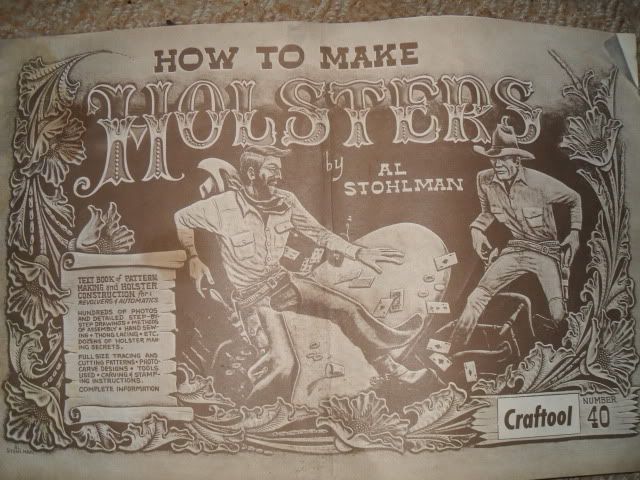 HOW TO MAKE
HOLSTERS
by AL
STOHLMAN
TEXT BOOK of PATTERN
MAKING and HOLSTER
CONSTRUCTION for:
REVOLVERS & AUTOMATICS.
HUNDREDS OF PHOTOS
AND DETAILED STEP-BY-
STEP DRAWINGS • METHODS
OF ASSEMBLY • HAND SEW-
ING • THONG LACING • ETC.
DOZENS OF HOLSTER MAK-
ING SECRETS.
FULL SIZE TRACING AND
CUTTING PATTERNS • PHOTO-
CARVE DESIGNS • TOOLS
USED • CARVING & STAMP-
ING INSTRUCTIONS.
COMPLETE INFORMATION
Craftool
NUMBER
40
AL
STOHLMAN